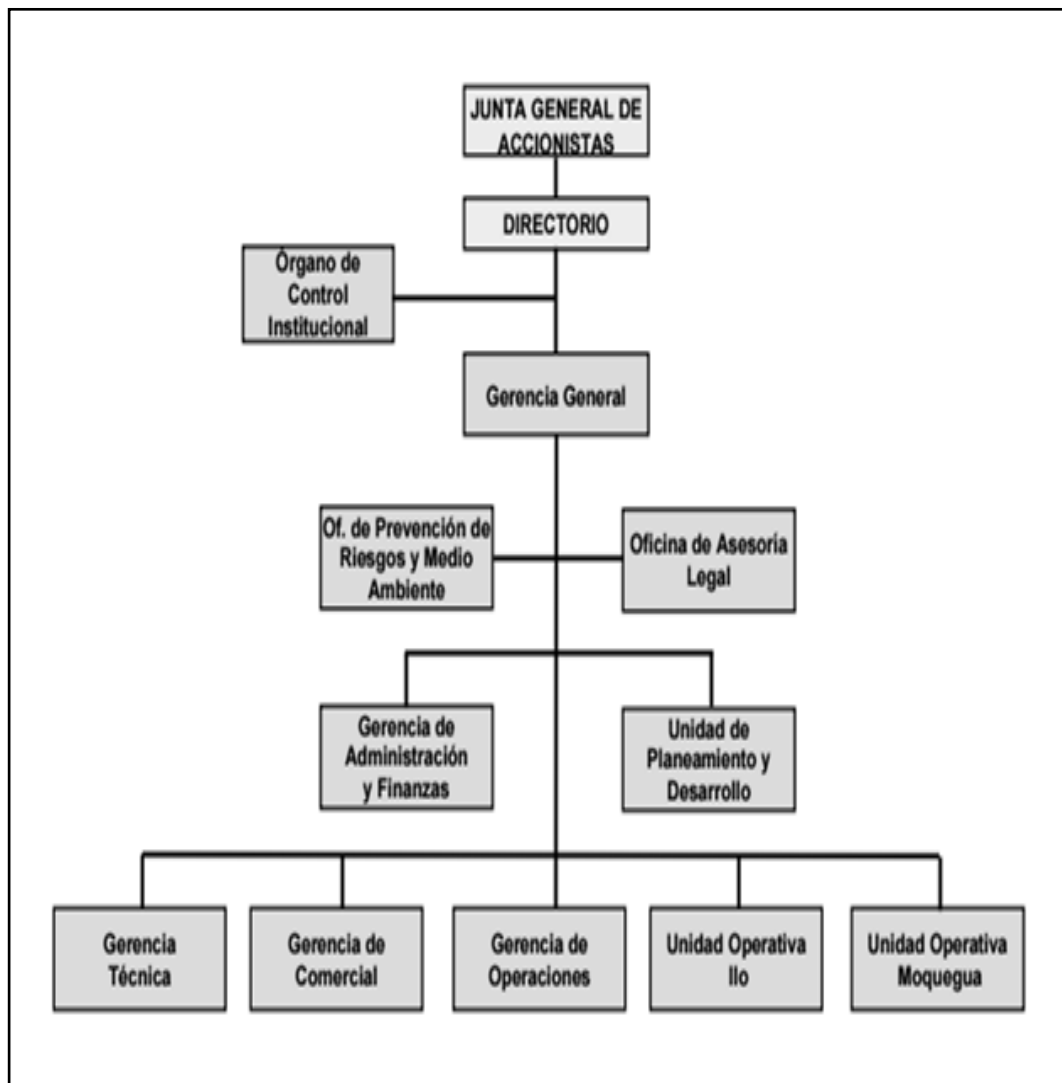 JUNTA GENERAL DE
ACCIONISTAS
DIRECTORIO
Órgano de
Control
Institucional
Gerencia General
Of. de Prevención de
Riesgos y Medio
Ambiente
Oficina de Asesoría
Legal
Gerencia de
Administración
y Finanzas
Unidad de
Planeamiento y
Desarrollo
Gerencia
Técnica
Gerencia de
Comercial
Gerencia de
Operaciones
Unidad Operativa
Ilo
Unidad Operativa
Moquegua